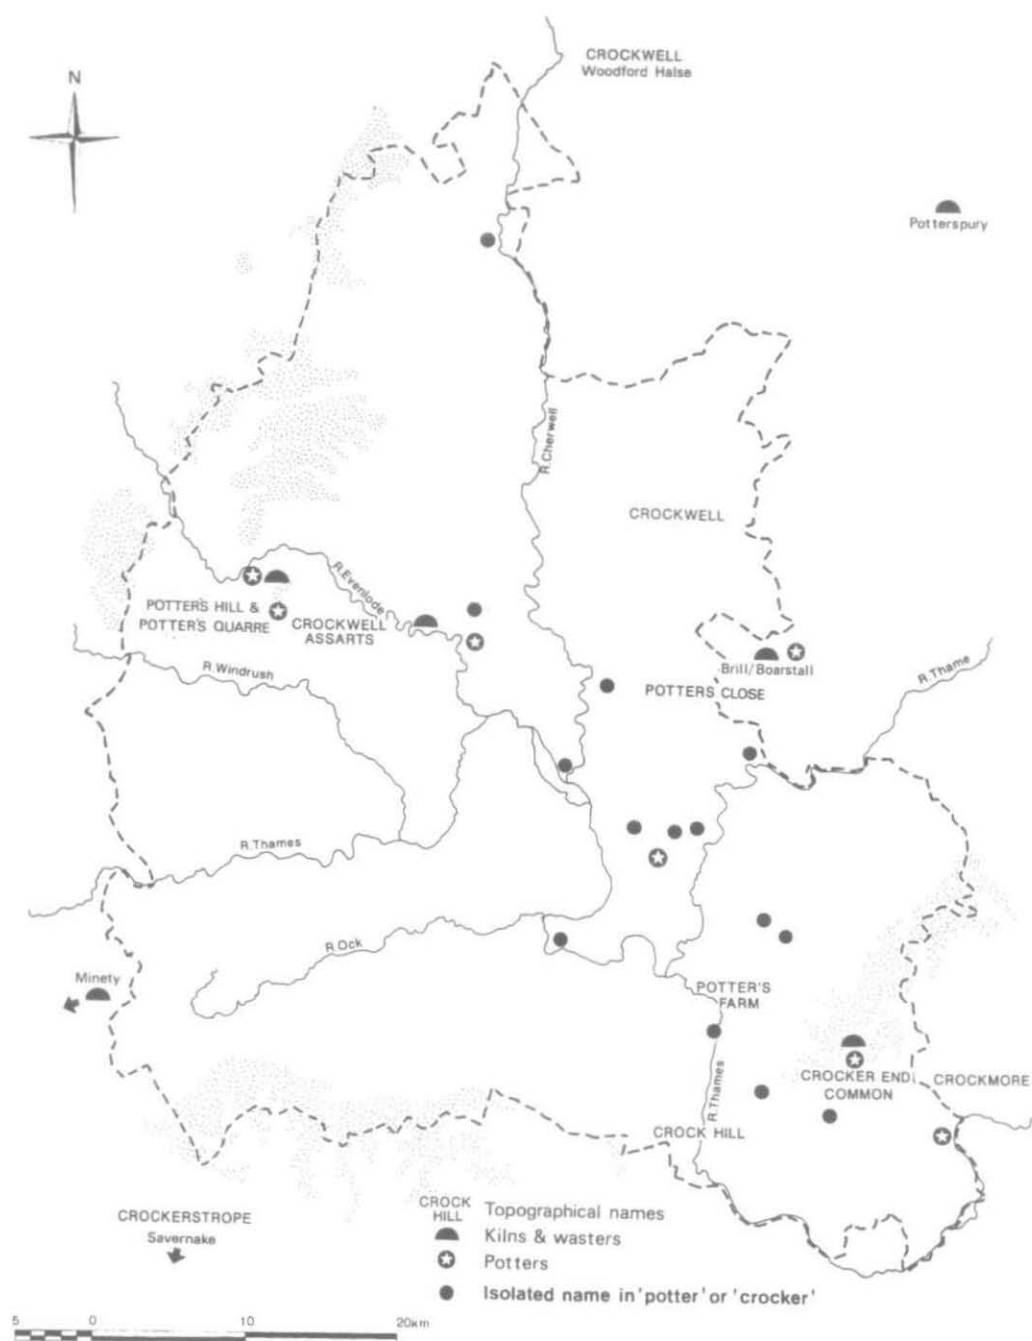 N
CROCKWELL
Woodford Halse
Potterspury
R.Cherwell
CROCKWELL
R.Evenlode
POTTER'S HILL &
POTTER'S QUARRE
CROCKWELL
ASSARTS
Brill/Boarstall
R.Thame
R.Windrush
POTTERS CLOSE
R.Thames
R.Ock
Minety
POTTER'S
FARM
R.Thames
CROCKER END
COMMON
CROCKMORE
CROCK HILL
CROCKERSTROPE
Savernake
CROCK
HILL
Topographical names
Kilns & wasters
Potters
Isolated name in 'potter' or 'crocker'
5 0 10 20km